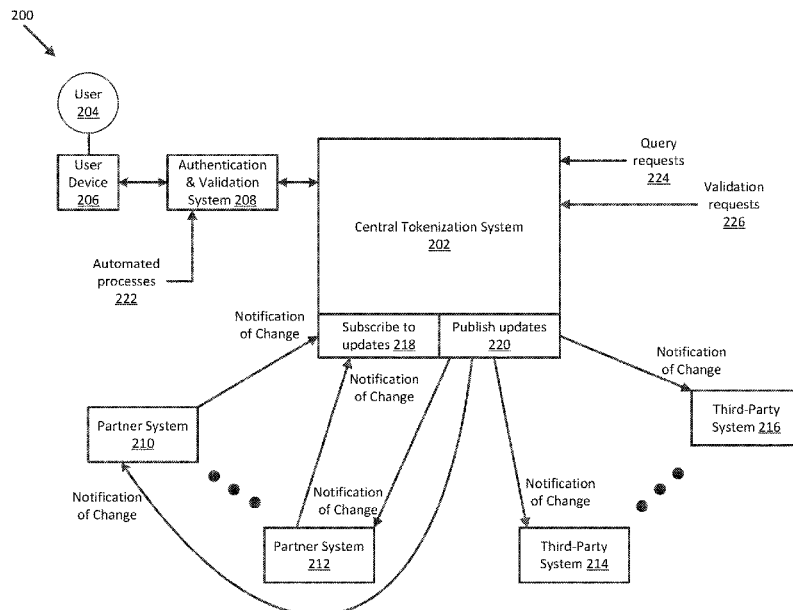 200
User
204
User
Device
206
Authentication
& Validation
System 208
Central Tokenization System
202
Query
requests
224
Validation
requests
226
Automated
processes
222
Notification
of Change
Subscribe to
updates 218
Publish updates
220
Notification
of Change
Notification
of Change
Partner System
210
Third-Party
System 216
Notification
of Change
Notification
of Change
Notification
of Change
Partner System
212
Third-Party
System 214